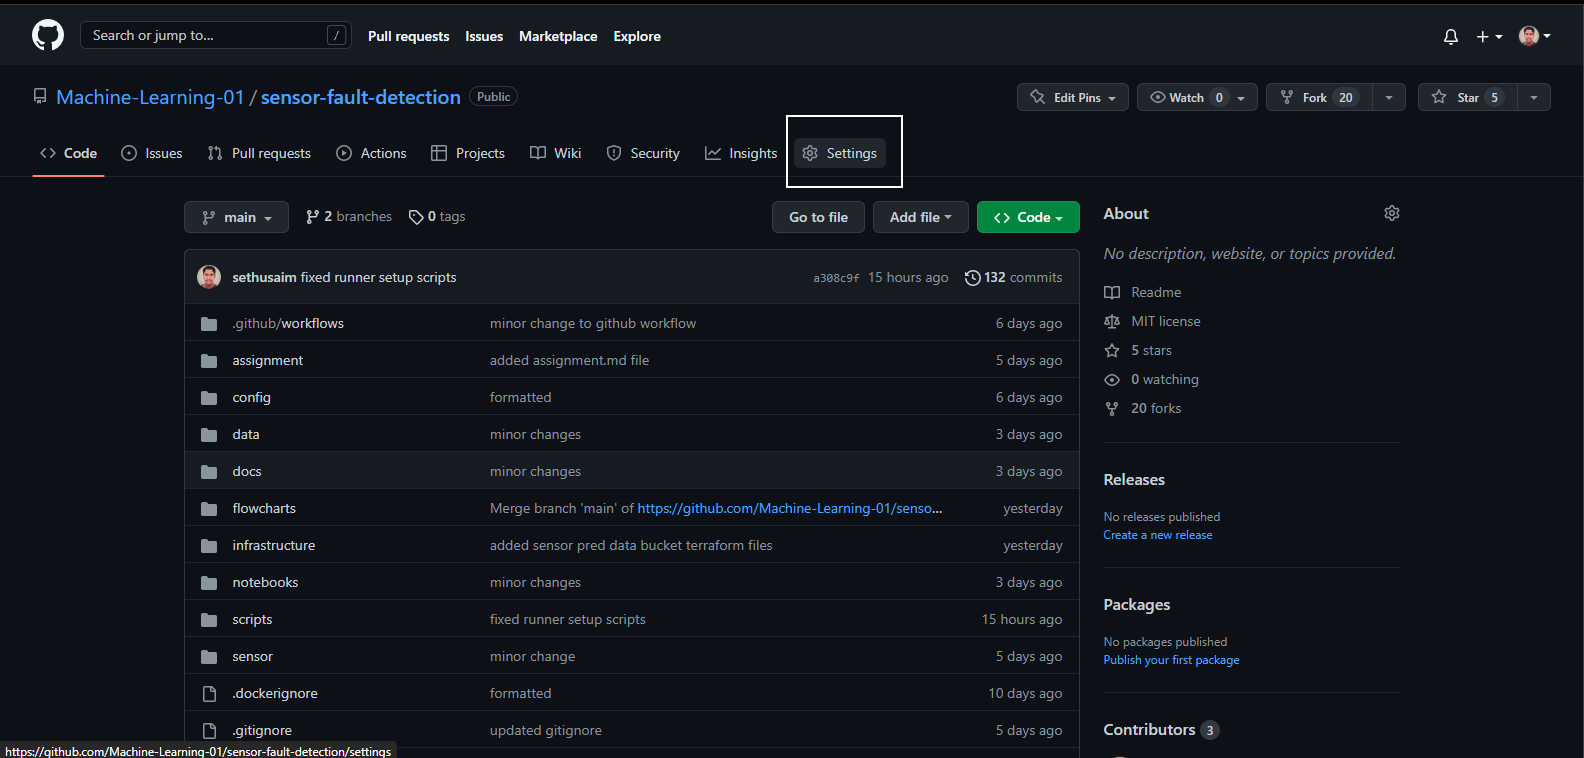 Search or jump to... /
Pull requests Issues Marketplace Explore
Machine-Learning-01 / sensor-fault-detection Public
Edit Pins Watch 0 Fork 20 Star 5
Code Issues Pull requests Actions Projects Wiki Security Insights Settings
main 2 branches 0 tags Go to file Add file Code
sethusaim fixed runner setup scripts a308c9f 15 hours ago 132 commits
.github/workflows minor change to github workflow 6 days ago
assignment added assignment.md file 5 days ago
config formatted 6 days ago
data minor changes 3 days ago
docs minor changes 3 days ago
flowcharts Merge branch 'main' of https://github.com/Machine-Learning-01/senso... yesterday
infrastructure added sensor pred data bucket terraform files yesterday
notebooks minor changes 3 days ago
scripts fixed runner setup scripts 15 hours ago
sensor minor change 5 days ago
.dockerignore formatted 10 days ago
.gitignore updated gitignore 5 days ago
About
No description, website, or topics provided.
Readme
MIT license
5 stars
0 watching
20 forks
Releases
No releases published
Create a new release
Packages
No packages published
Publish your first package
Contributors 3
https://github.com/Machine-Learning-01/sensor-fault-detection/settings